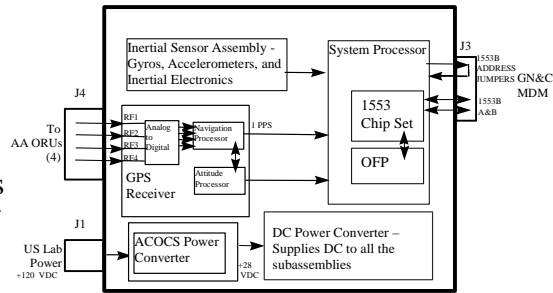 J4
To
AA ORUs
(4)
J1
US Lab
Power
+120 VDC
Inertial Sensor Assembly -
Gyros, Accelerometers, and
Inertial Electronics
RF1
RF2
RF3
RF4
Analog
to
Digital
Navigation
Processor
1 PPS
Attitude
Processor
GPS
Receiver
System Processor
1553
Chip Set
OFP
J3
1553B
ADDRESS
JUMPERS
GN&C
MDM
1553B
A&B
ACOCS Power
Converter
+28
VDC
DC Power Converter –
Supplies DC to all the
subassemblies